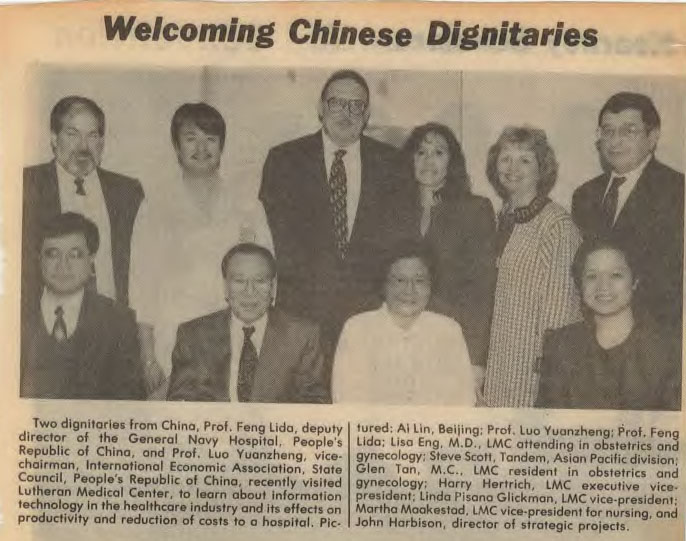 Welcoming Chinese Dignitaries
Two dignitaries from China, Prof. Feng Lida, deputy
director of the General Navy Hospital, People's
Republic of China, and Prof. Luo Yuanzheng, vice-
chairman, International Economic Association, State
Council, People's Republic of China, recently visited
Lutheran Medical Center, to learn about information
technology in the healthcare industry and its effects on
productivity and reduction of costs to a hospital. Pic-
tured: Ai Lin, Beijing; Prof. Luo Yuanzheng; Prof. Feng
Lida; Lisa Eng, M.D., LMC attending in obstetrics and
gynecology; Steve Scott, Tandem, Asian Pacific division;
Glen Tan, M.C., LMC resident in obstetrics and
gynecology; Harry Hertrich, LMC executive vice-
president; Linda Pisana Glickman, LMC vice-president;
Martha Maakestad, LMC vice-president for nursing, and
John Harbison, director of strategic projects.